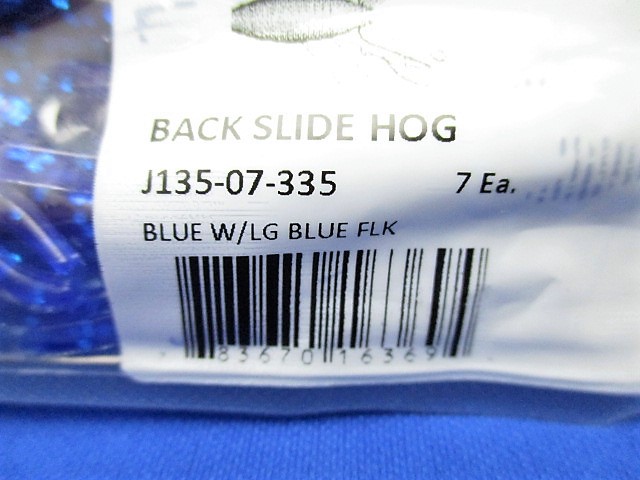 BACK SLIDE HOG
J135-07-335 7 Ea.
BLUE W/LG BLUE FLK
83670 16369